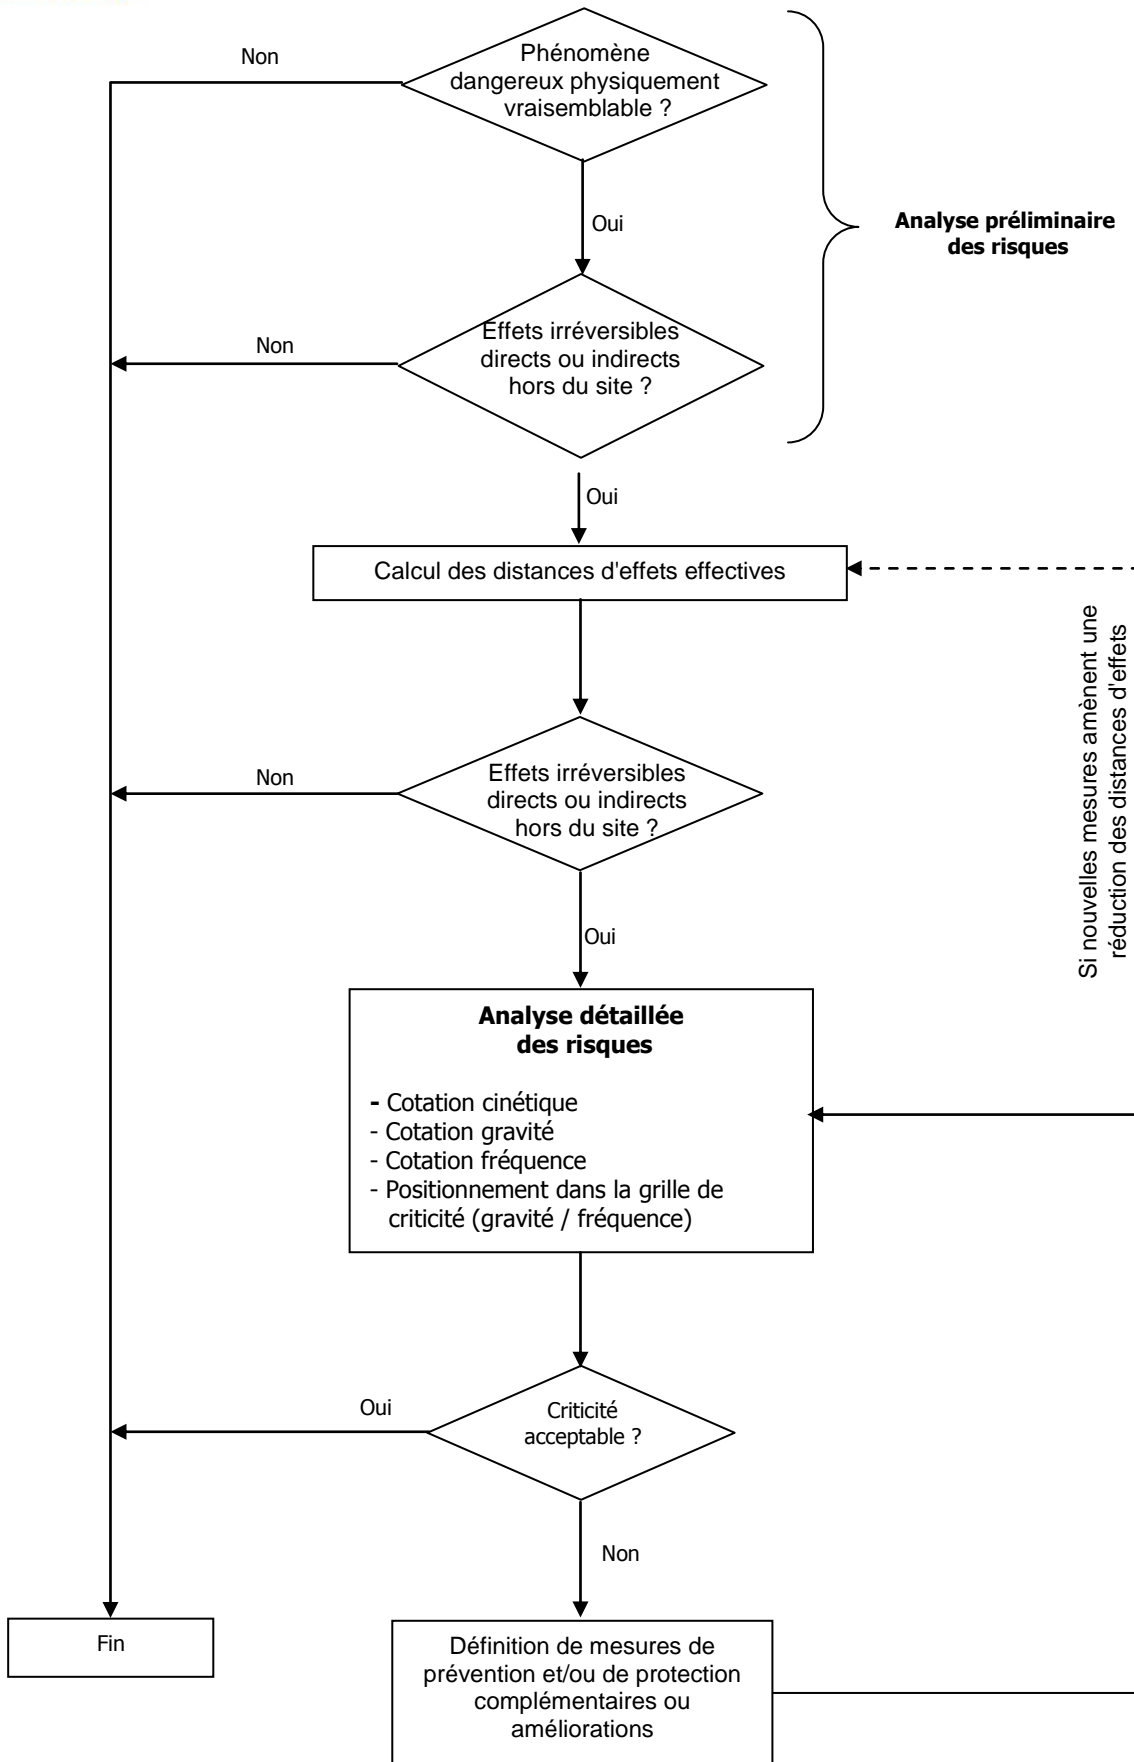 Non
Phénomène
dangereux physiquement
vraisemblable ?
Oui
Analyse préliminaire
des risques
Non
Effets irréversibles
directs ou indirects
hors du site ?
Oui
Calcul des distances d'effets effectives
Si nouvelles mesures amènent une
réduction des distances d'effets
Non
Effets irréversibles
directs ou indirects
hors du site ?
Oui
Analyse détaillée
des risques
- Cotation cinétique
- Cotation gravité
- Cotation fréquence
- Positionnement dans la grille de
criticité (gravité / fréquence)
Oui
Criticité
acceptable ?
Non
Fin
Définition de mesures de
prévention et/ou de protection
complémentaires ou
améliorations